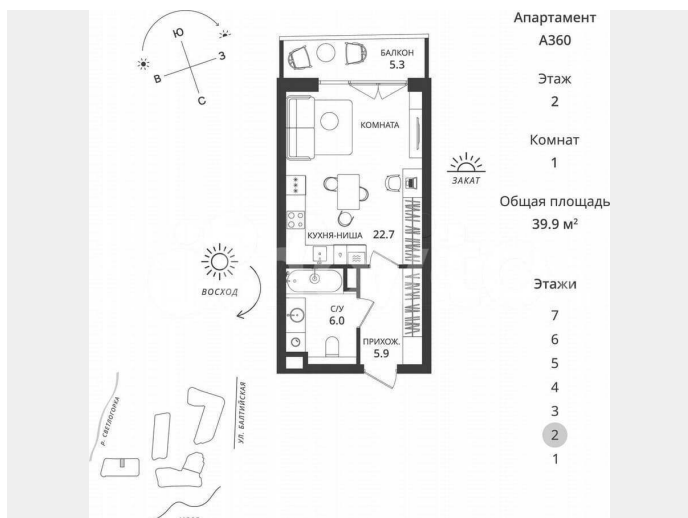 Ю
З
В
С
БАЛКОН
5.3
КОМНАТА
КУХНЯ-НИША
22.7
С/У
6.0
ПРИХОЖ.
5.9
ЗАКАТ
ВОСХОД
Р. СВЕТЛОГОРКА
УЛ. БАЛТИЙСКАЯ
Апартамент
А360
Этаж
2
Комнат
1
Общая площадь
39.9 м²
Этажи
7
6
5
4
3
2
1